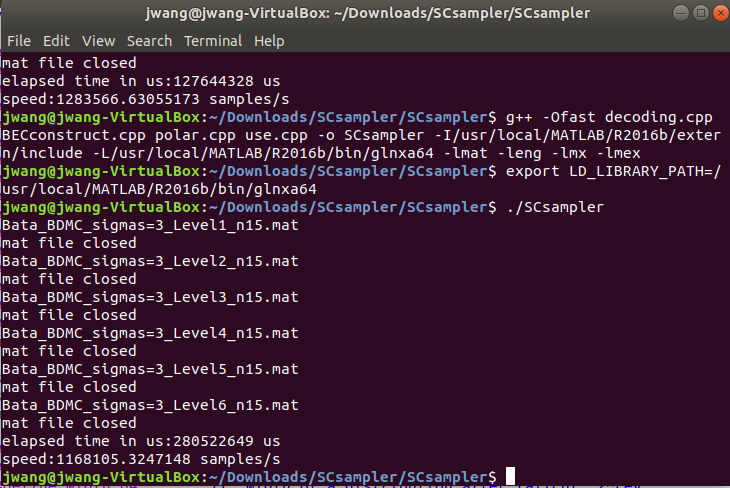 jwang@jwang-VirtualBox: ~/Downloads/SCsampler/SCsampler
File Edit View Search Terminal Help
mat file closed
elapsed time in us:127644328 us
speed:1283566.63055173 samples/s
jwang@jwang-VirtualBox:~/Downloads/SCsampler/SCsampler$ g++ -Ofast decoding.cpp
BECconstruct.cpp polar.cpp use.cpp -o SCsampler -I/usr/local/MATLAB/R2016b/exter
n/include -L/usr/local/MATLAB/R2016b/bin/glnxa64 -lmat -leng -lmx -lmex
jwang@jwang-VirtualBox:~/Downloads/SCsampler/SCsampler$ export LD_LIBRARY_PATH=/
usr/local/MATLAB/R2016b/bin/glnxa64
jwang@jwang-VirtualBox:~/Downloads/SCsampler/SCsampler$ ./SCsampler
Bata_BDMC_sigmas=3_Level1_n15.mat
mat file closed
Bata_BDMC_sigmas=3_Level2_n15.mat
mat file closed
Bata_BDMC_sigmas=3_Level3_n15.mat
mat file closed
Bata_BDMC_sigmas=3_Level4_n15.mat
mat file closed
Bata_BDMC_sigmas=3_Level5_n15.mat
mat file closed
Bata_BDMC_sigmas=3_Level6_n15.mat
mat file closed
elapsed time in us:280522649 us
speed:1168105.3247148 samples/s
jwang@jwang-VirtualBox:~/Downloads/SCsampler/SCsampler$